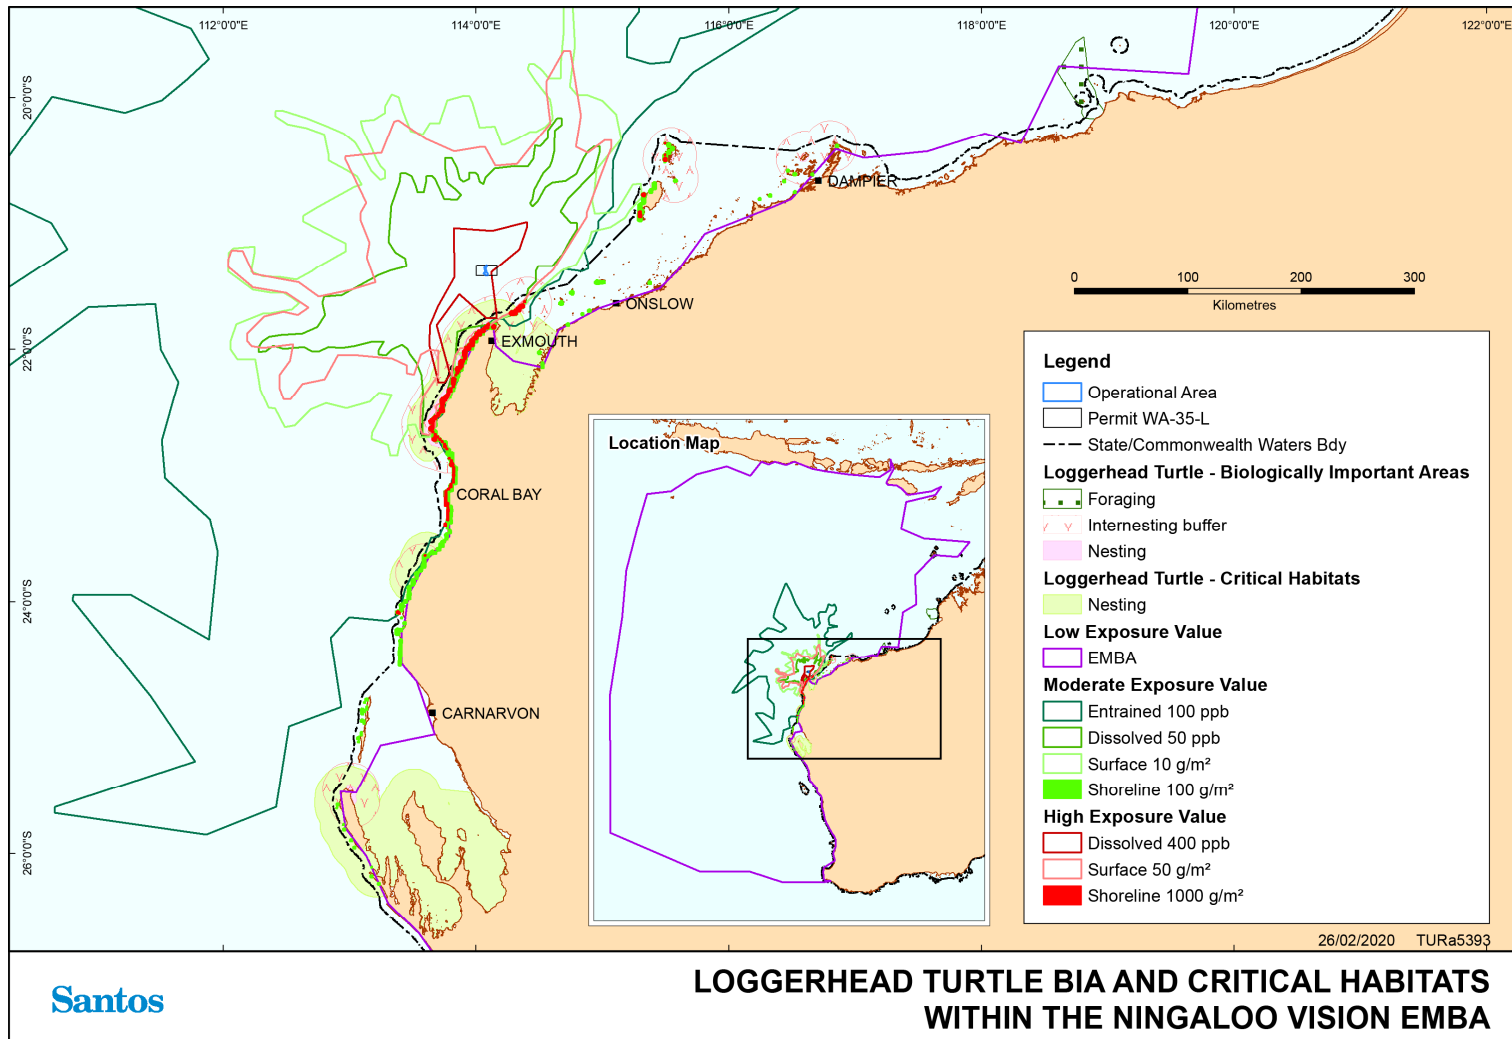 112°0'0"E
114°0'0"E
116°0'0"E
118°0'0"E
120°0'0"E
122°0'0"E
20°0'0"S
22°0'0"S
24°0'0"S
26°0'0"S
DAMPIER
ONSLOW
EXMOUTH
CORAL BAY
CARNARVON
0 100 200 300
Kilometres
Location Map
Legend
Operational Area
Permit WA-35-L
State/Commonwealth Waters Bdy
Loggerhead Turtle - Biologically Important Areas
Foraging
Internesting buffer
Nesting
Loggerhead Turtle - Critical Habitats
Nesting
Low Exposure Value
EMBA
Moderate Exposure Value
Entrained 100 ppb
Dissolved 50 ppb
Surface 10 g/m²
Shoreline 100 g/m²
High Exposure Value
Dissolved 400 ppb
Surface 50 g/m²
Shoreline 1000 g/m²
26/02/2020 TURa5393
Santos
LOGGERHEAD TURTLE BIA AND CRITICAL HABITATS
WITHIN THE NINGALOO VISION EMBA